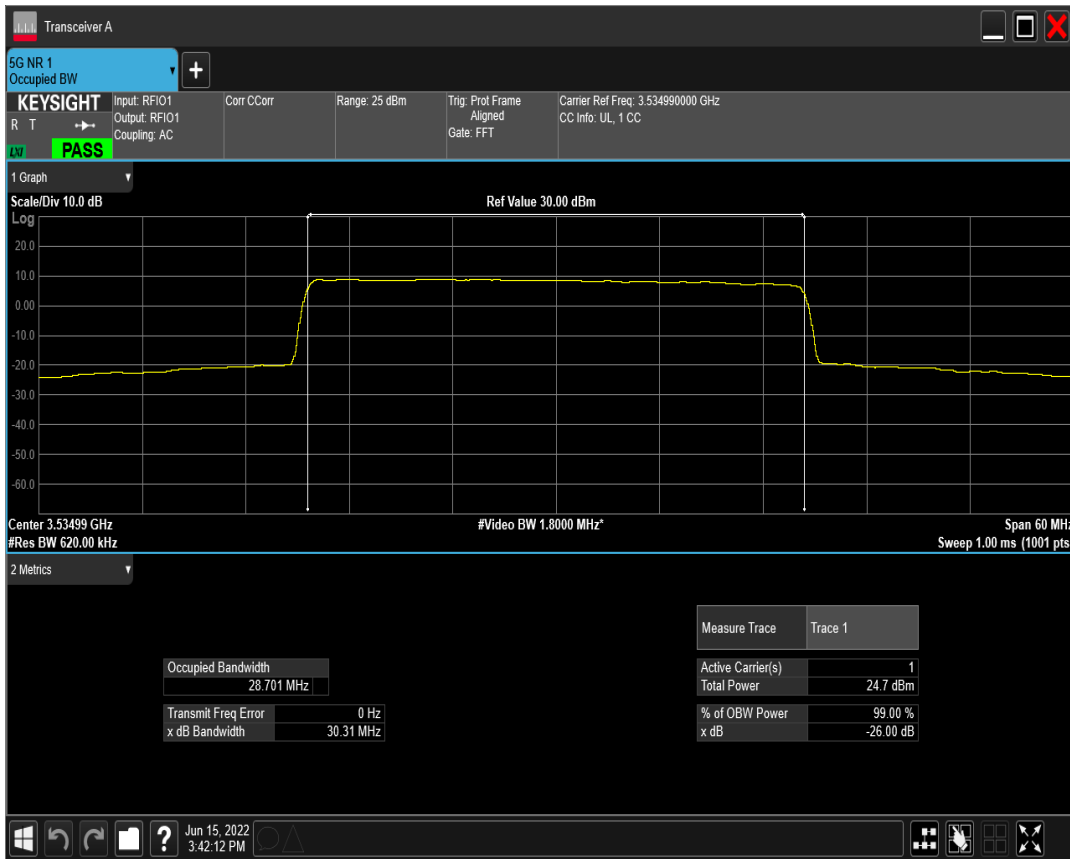 Transceiver A
5G NR 1
Occupied BW
KEYSIGHT
R T
LXI
PASS
Input: RFIO1
Output: RFIO1
Coupling: AC
Corr CCorr
Range: 25 dBm
Trig: Prot Frame
Aligned
Gate: FFT
Carrier Ref Freq: 3.534990000 GHz
CC Info: UL, 1 CC
1 Graph
Scale/Div 10.0 dB
Ref Value 30.00 dBm
Log
20.0
10.0
0.00
-10.0
-20.0
-30.0
-40.0
-50.0
-60.0
Center 3.53499 GHz
#Video BW 1.8000 MHz*
Span 60 MHz
#Res BW 620.00 kHz
Sweep 1.00 ms (1001 pts
2 Metrics
Measure Trace Trace 1
Occupied Bandwidth
28.701 MHz
Active Carrier(s) 1
Total Power 24.7 dBm
Transmit Freq Error 0 Hz
x dB Bandwidth 30.31 MHz
% of OBW Power 99.00 %
x dB -26.00 dB
?
Jun 15, 2022
3:42:12 PM